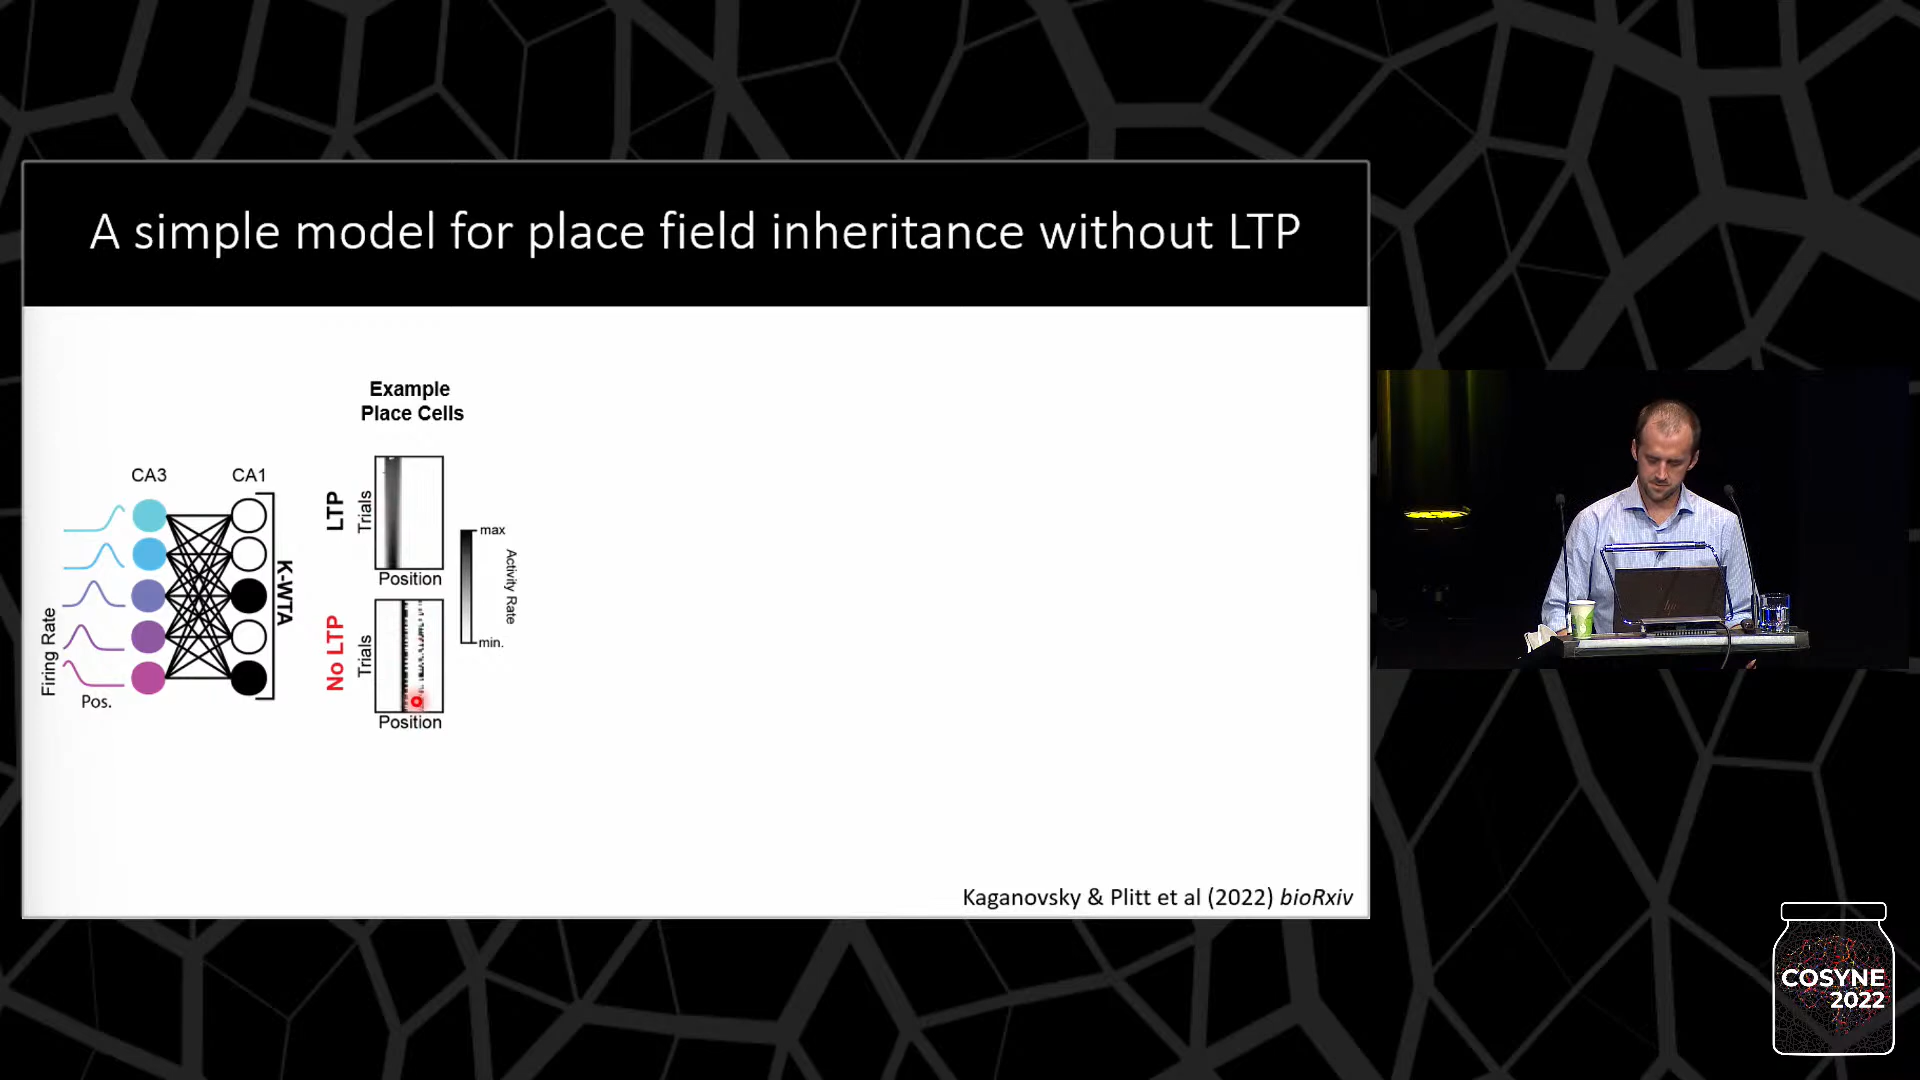 A simple model for place field inheritance without LTP
Example
Place Cells
CA3
CA1
K-WTA
Firing Rate
Pos.
LTP
Trials
Position
No LTP
Trials
Position
max
Activity Rate
min.
Kaganovsky & Plitt et al (2022) bioRxiv
COSYNE
2022